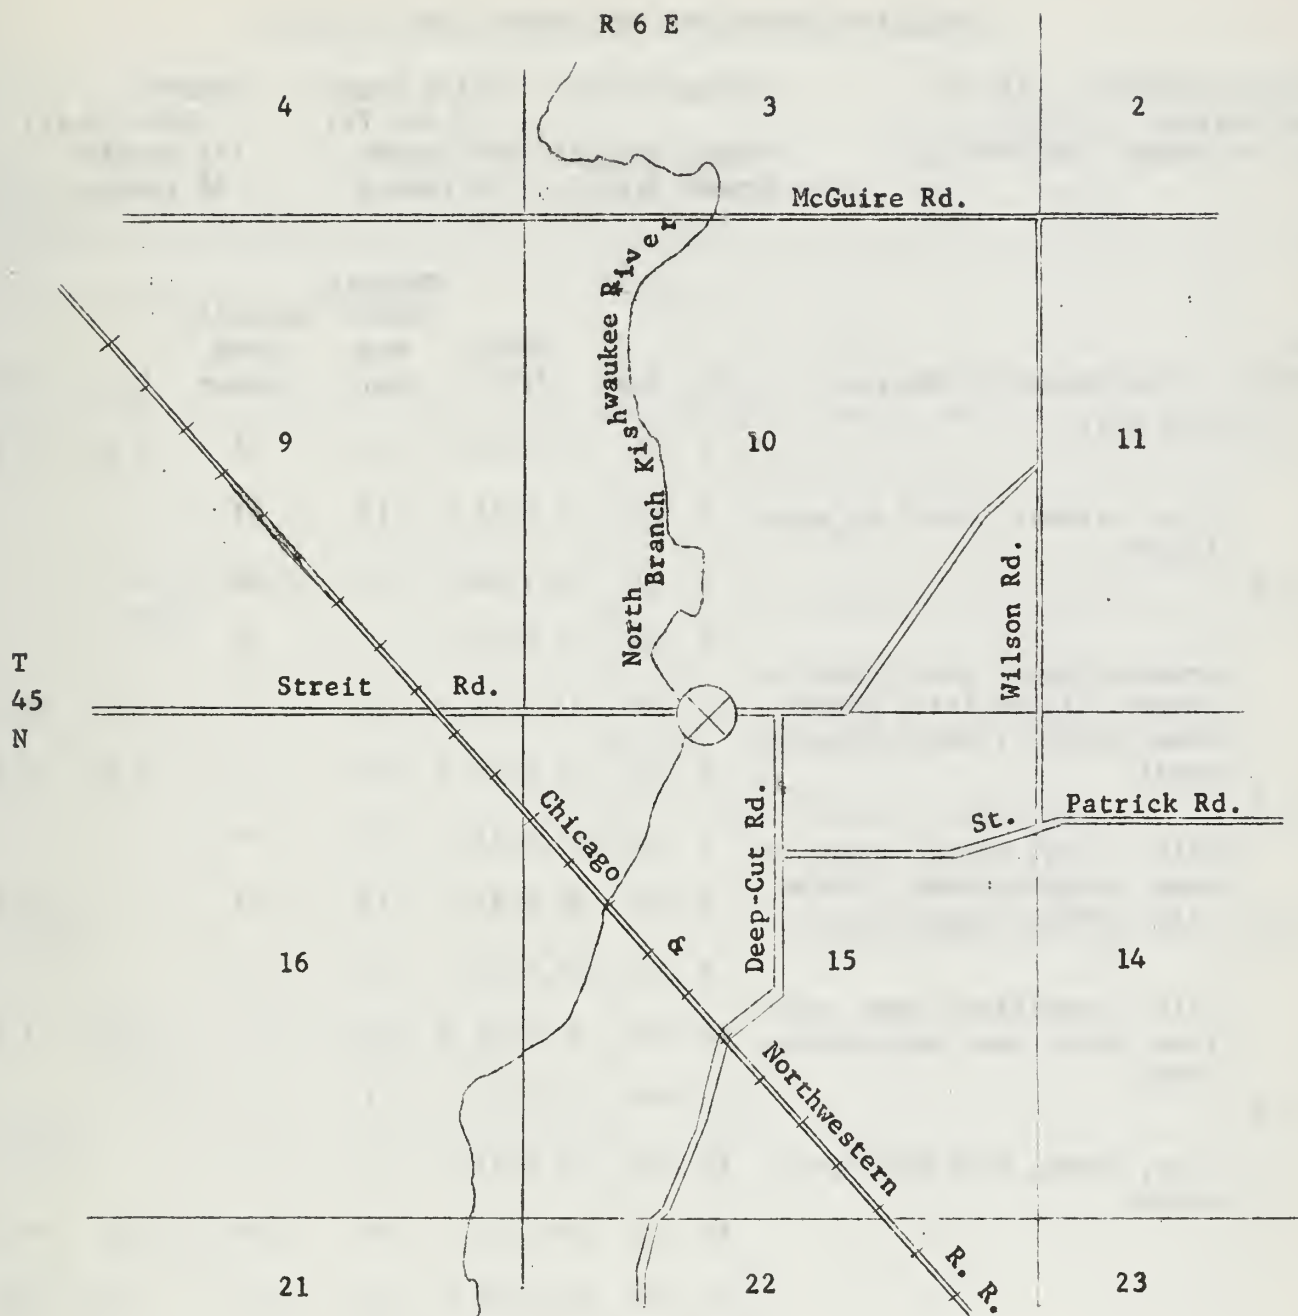 R 6 E
4
3
2
McGuire Rd.
North Branch Kishwaukee River
9
10
11
Wilson Rd.
T
45
N
Streit Rd.
Chicago & Northwestern R. R.
Deep-Cut Rd.
St. Patrick Rd.
16
15
14
21
22
23